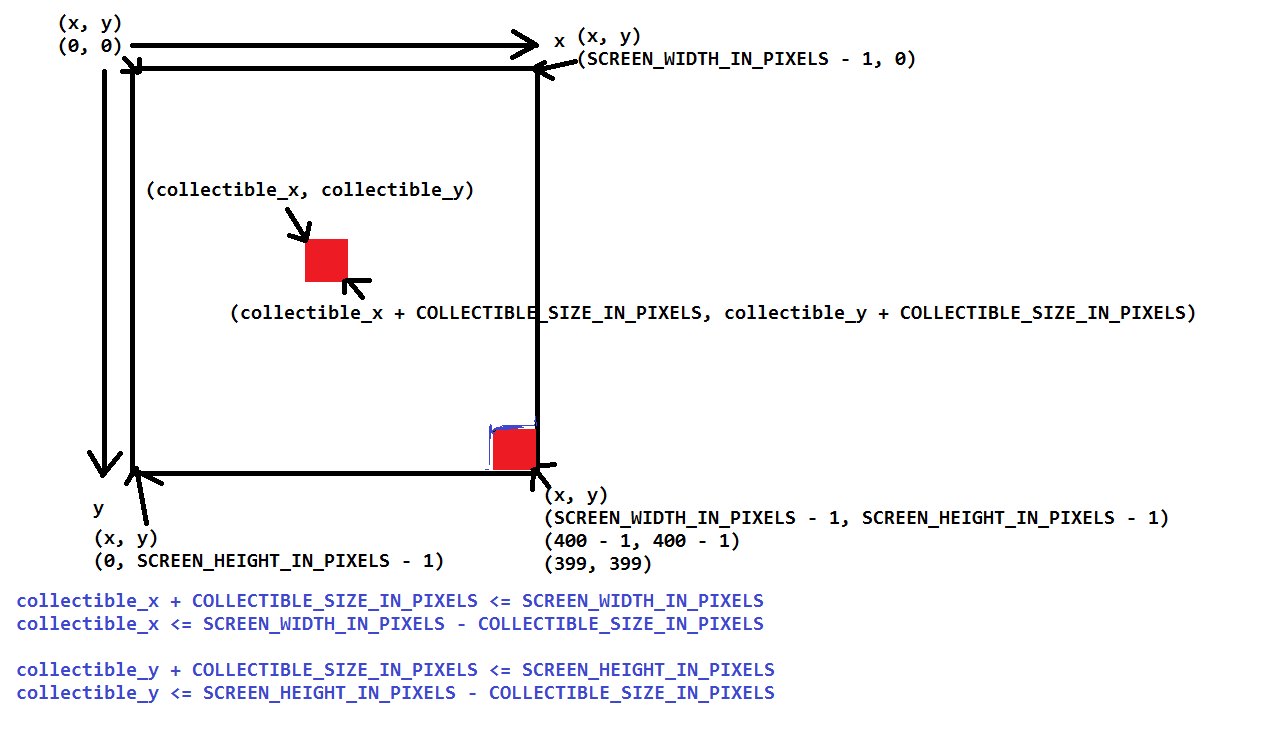 (x, y)
(0, 0)
x
(x, y)
(SCREEN_WIDTH_IN_PIXELS - 1, 0)
(collectible_x, collectible_y)
(collectible_x + COLLECTIBLE_SIZE_IN_PIXELS, collectible_y + COLLECTIBLE_SIZE_IN_PIXELS)
y
(x, y)
(0, SCREEN_HEIGHT_IN_PIXELS - 1)
(x, y)
(SCREEN_WIDTH_IN_PIXELS - 1, SCREEN_HEIGHT_IN_PIXELS - 1)
(400 - 1, 400 - 1)
(399, 399)
collectible_x + COLLECTIBLE_SIZE_IN_PIXELS <= SCREEN_WIDTH_IN_PIXELS
collectible_x <= SCREEN_WIDTH_IN_PIXELS - COLLECTIBLE_SIZE_IN_PIXELS
collectible_y + COLLECTIBLE_SIZE_IN_PIXELS <= SCREEN_HEIGHT_IN_PIXELS
collectible_y <= SCREEN_HEIGHT_IN_PIXELS - COLLECTIBLE_SIZE_IN_PIXELS